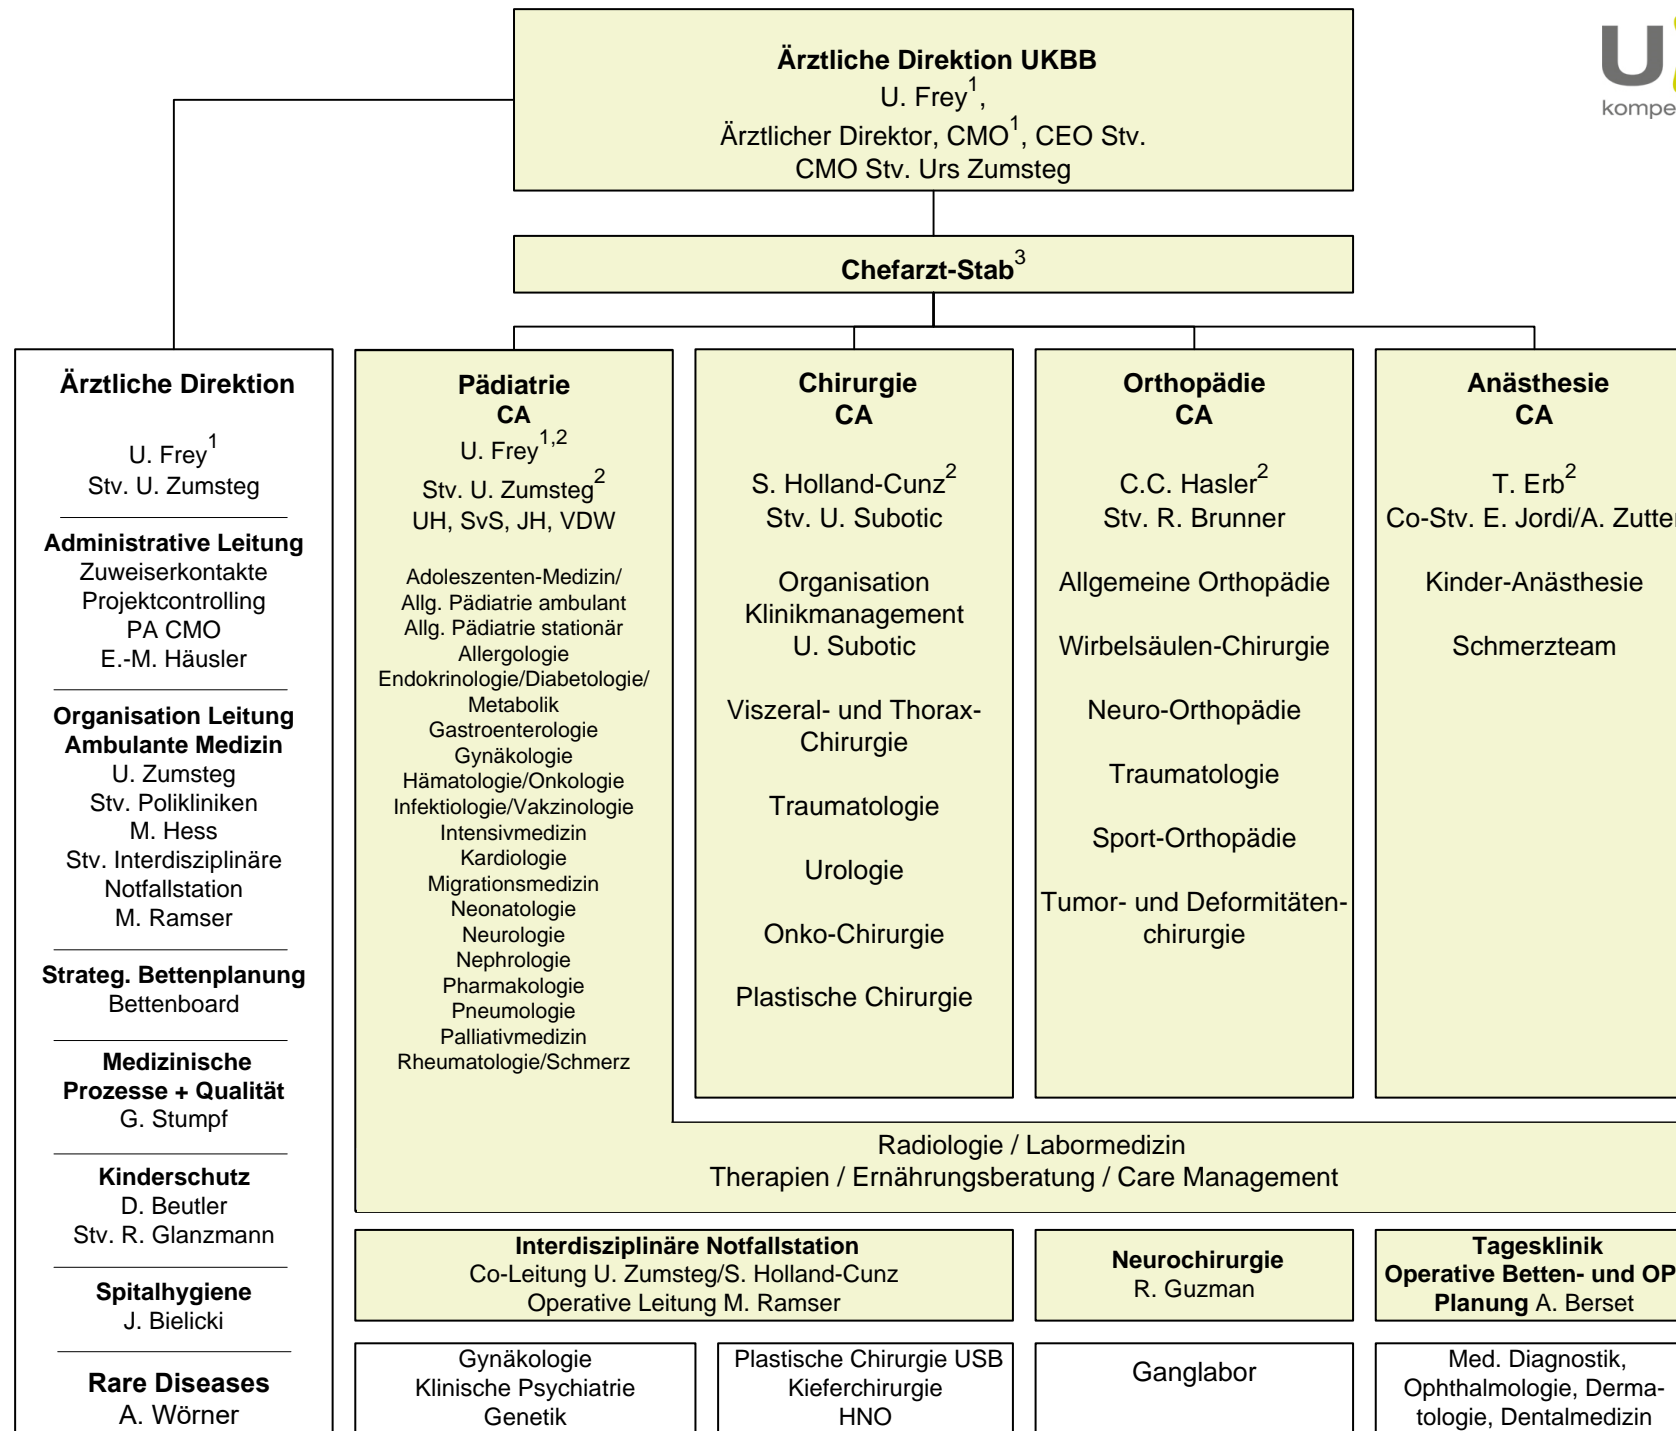 Ärztliche Direktion UKBB
U. Frey1,
Ärztlicher Direktor, CMO1, CEO Stv.
CMO Stv. Urs Zumsteg
kompe
Chefarzt-Stab3
Ärztliche Direktion
U. Frey1
Stv. U. Zumsteg
Administrative Leitung
Zuweiserkontakte
Projektcontrolling
PA CMO
E.-M. Häusler
Organisation Leitung
Ambulante Medizin
U. Zumsteg
Stv. Polikliniken
M. Hess
Stv. Interdisziplinäre
Notfallstation
M. Ramser
Strateg. Bettenplanung
Bettenboard
Medizinische
Prozesse + Qualität
G. Stumpf
Kinderschutz
D. Beutler
Stv. R. Glanzmann
Spitalhygiene
J. Bielicki
Rare Diseases
A. Wörner
Pädiatrie
CA
U. Frey1,2
Stv. U. Zumsteg2
UH, SvS, JH, VDW
Adoleszenten-Medizin/
Allg. Pädiatrie ambulant
Allg. Pädiatrie stationär
Allergologie
Endokrinologie/Diabetologie/
Metabolik
Gastroenterologie
Gynäkologie
Hämatologie/Onkologie
Infektiologie/Vakzinologie
Intensivmedizin
Kardiologie
Migrationsmedizin
Neonatologie
Neurologie
Nephrologie
Pharmakologie
Pneumologie
Palliativmedizin
Rheumatologie/Schmerz
Chirurgie
CA
S. Holland-Cunz2
Stv. U. Subotic
Organisation
Klinikmanagement
U. Subotic
Viszeral- und Thorax-
Chirurgie
Traumatologie
Urologie
Onko-Chirurgie
Plastische Chirurgie
Orthopädie
CA
C.C. Hasler2
Stv. R. Brunner
Allgemeine Orthopädie
Wirbelsäulen-Chirurgie
Neuro-Orthopädie
Traumatologie
Sport-Orthopädie
Tumor- und Deformitäten-
chirurgie
Anästhesie
CA
T. Erb2
Co-Stv. E. Jordi/A. Zutter
Kinder-Anästhesie
Schmerzteam
Radiologie / Labormedizin
Therapien / Ernährungsberatung / Care Management
Interdisziplinäre Notfallstation
Co-Leitung U. Zumsteg/S. Holland-Cunz
Operative Leitung M. Ramser
Neurochirurgie
R. Guzman
Tagesklinik
Operative Betten- und OP
Planung A. Berset
Gynäkologie
Klinische Psychiatrie
Genetik
Plastische Chirurgie USB
Kieferchirurgie
HNO
Ganglabor
Med. Diagnostik,
Ophthalmologie, Derma-
tologie, Dentalmedizin